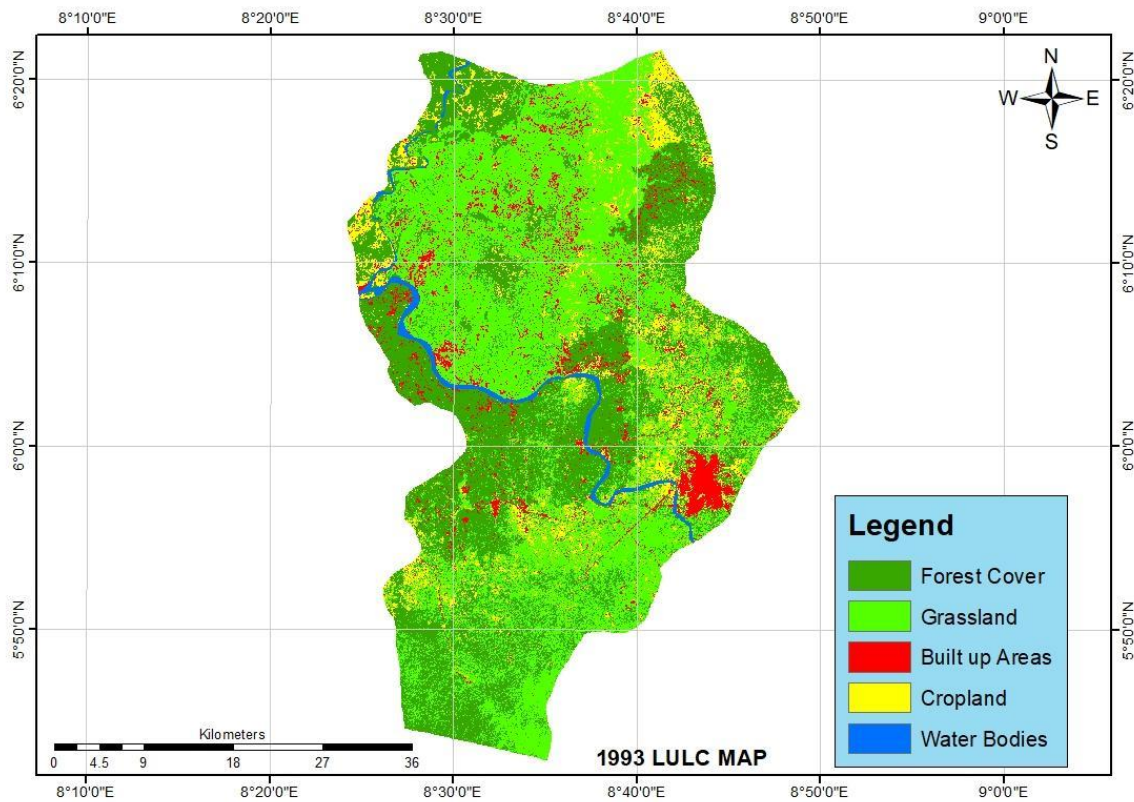 8°10'0"E 8°20'0"E 8°30'0"E 8°40'0"E 8°50'0"E 9°0'0"E
6°20'0"N 6°20'0"N
N
W E
S
6°10'0"N 6°10'0"N
6°0'0"N 6°0'0"N
5°50'0"N 5°50'0"N
Legend
Forest Cover
Grassland
Built up Areas
Cropland
Water Bodies
Kilometers
0 4.5 9 18 27 36
1993 LULC MAP
8°10'0"E 8°20'0"E 8°30'0"E 8°40'0"E 8°50'0"E 9°0'0"E